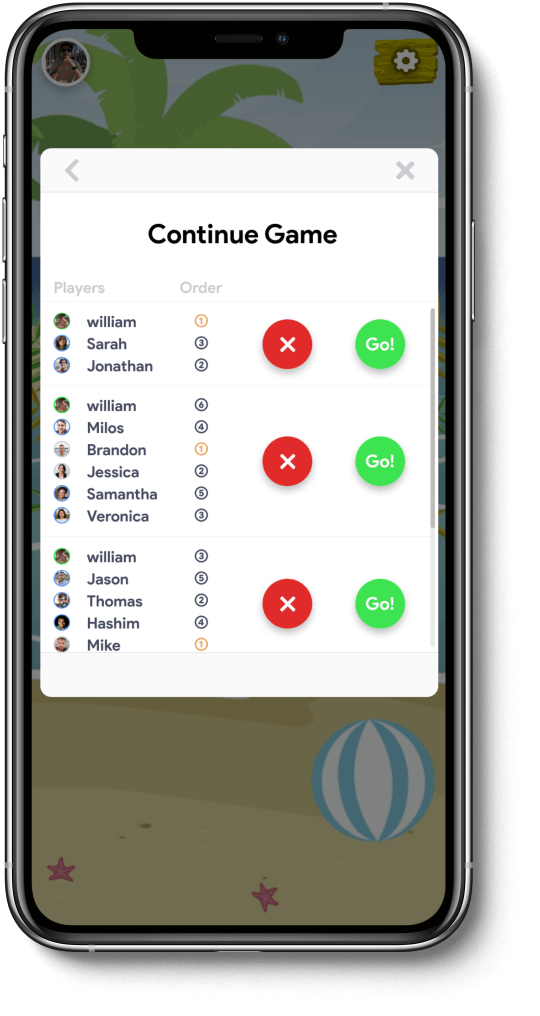 Continue Game
Players Order
william 1
Sarah 3
Jonathan 2
Go!
william 6
Milos 4
Brandon 1
Jessica 2
Samantha 5
Veronica 3
Go!
william 3
Jason 5
Thomas 2
Hashim 4
Mike 1
Go!